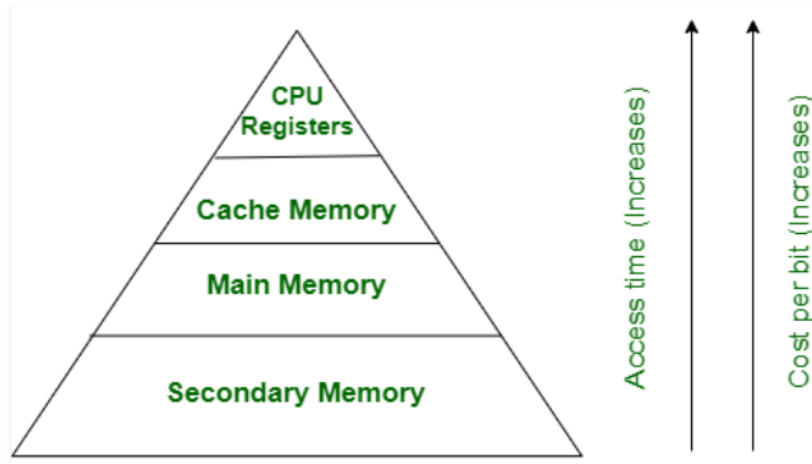 CPU
Registers
Cache Memory
Main Memory
Secondary Memory
Access time (Increases)
Cost per bit (Increases)